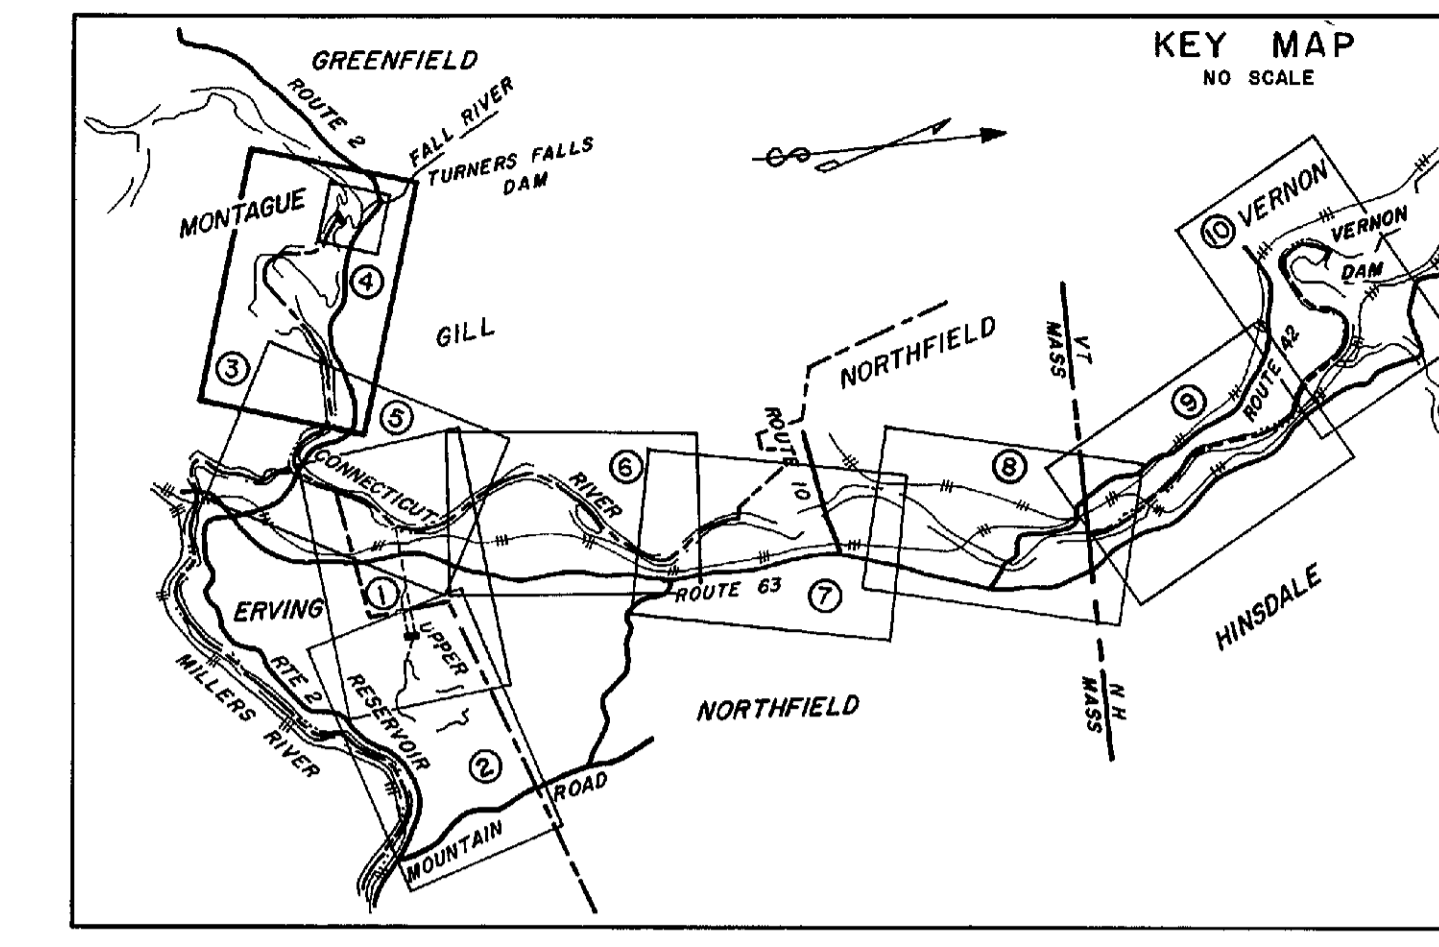 KEY MAP
NO SCALE
GREENFIELD
ROUTE 2
FALL RIVER
TURNERS FALLS
DAM
MONTAGUE
4
3
GILL
5
CONNECTICUT
RIVER
6
NORTHFIELD
ROUTE
10
8
VT
MASS
9
10
VERNON
VERNON
DAM
ROUTE 42
ERVING
1
ROUTE 63
7
HINSDALE
UPPER
RESERVOIR
RTE 2
MILLERS RIVER
NORTHFIELD
N H
MASS
2
MOUNTAIN
ROAD